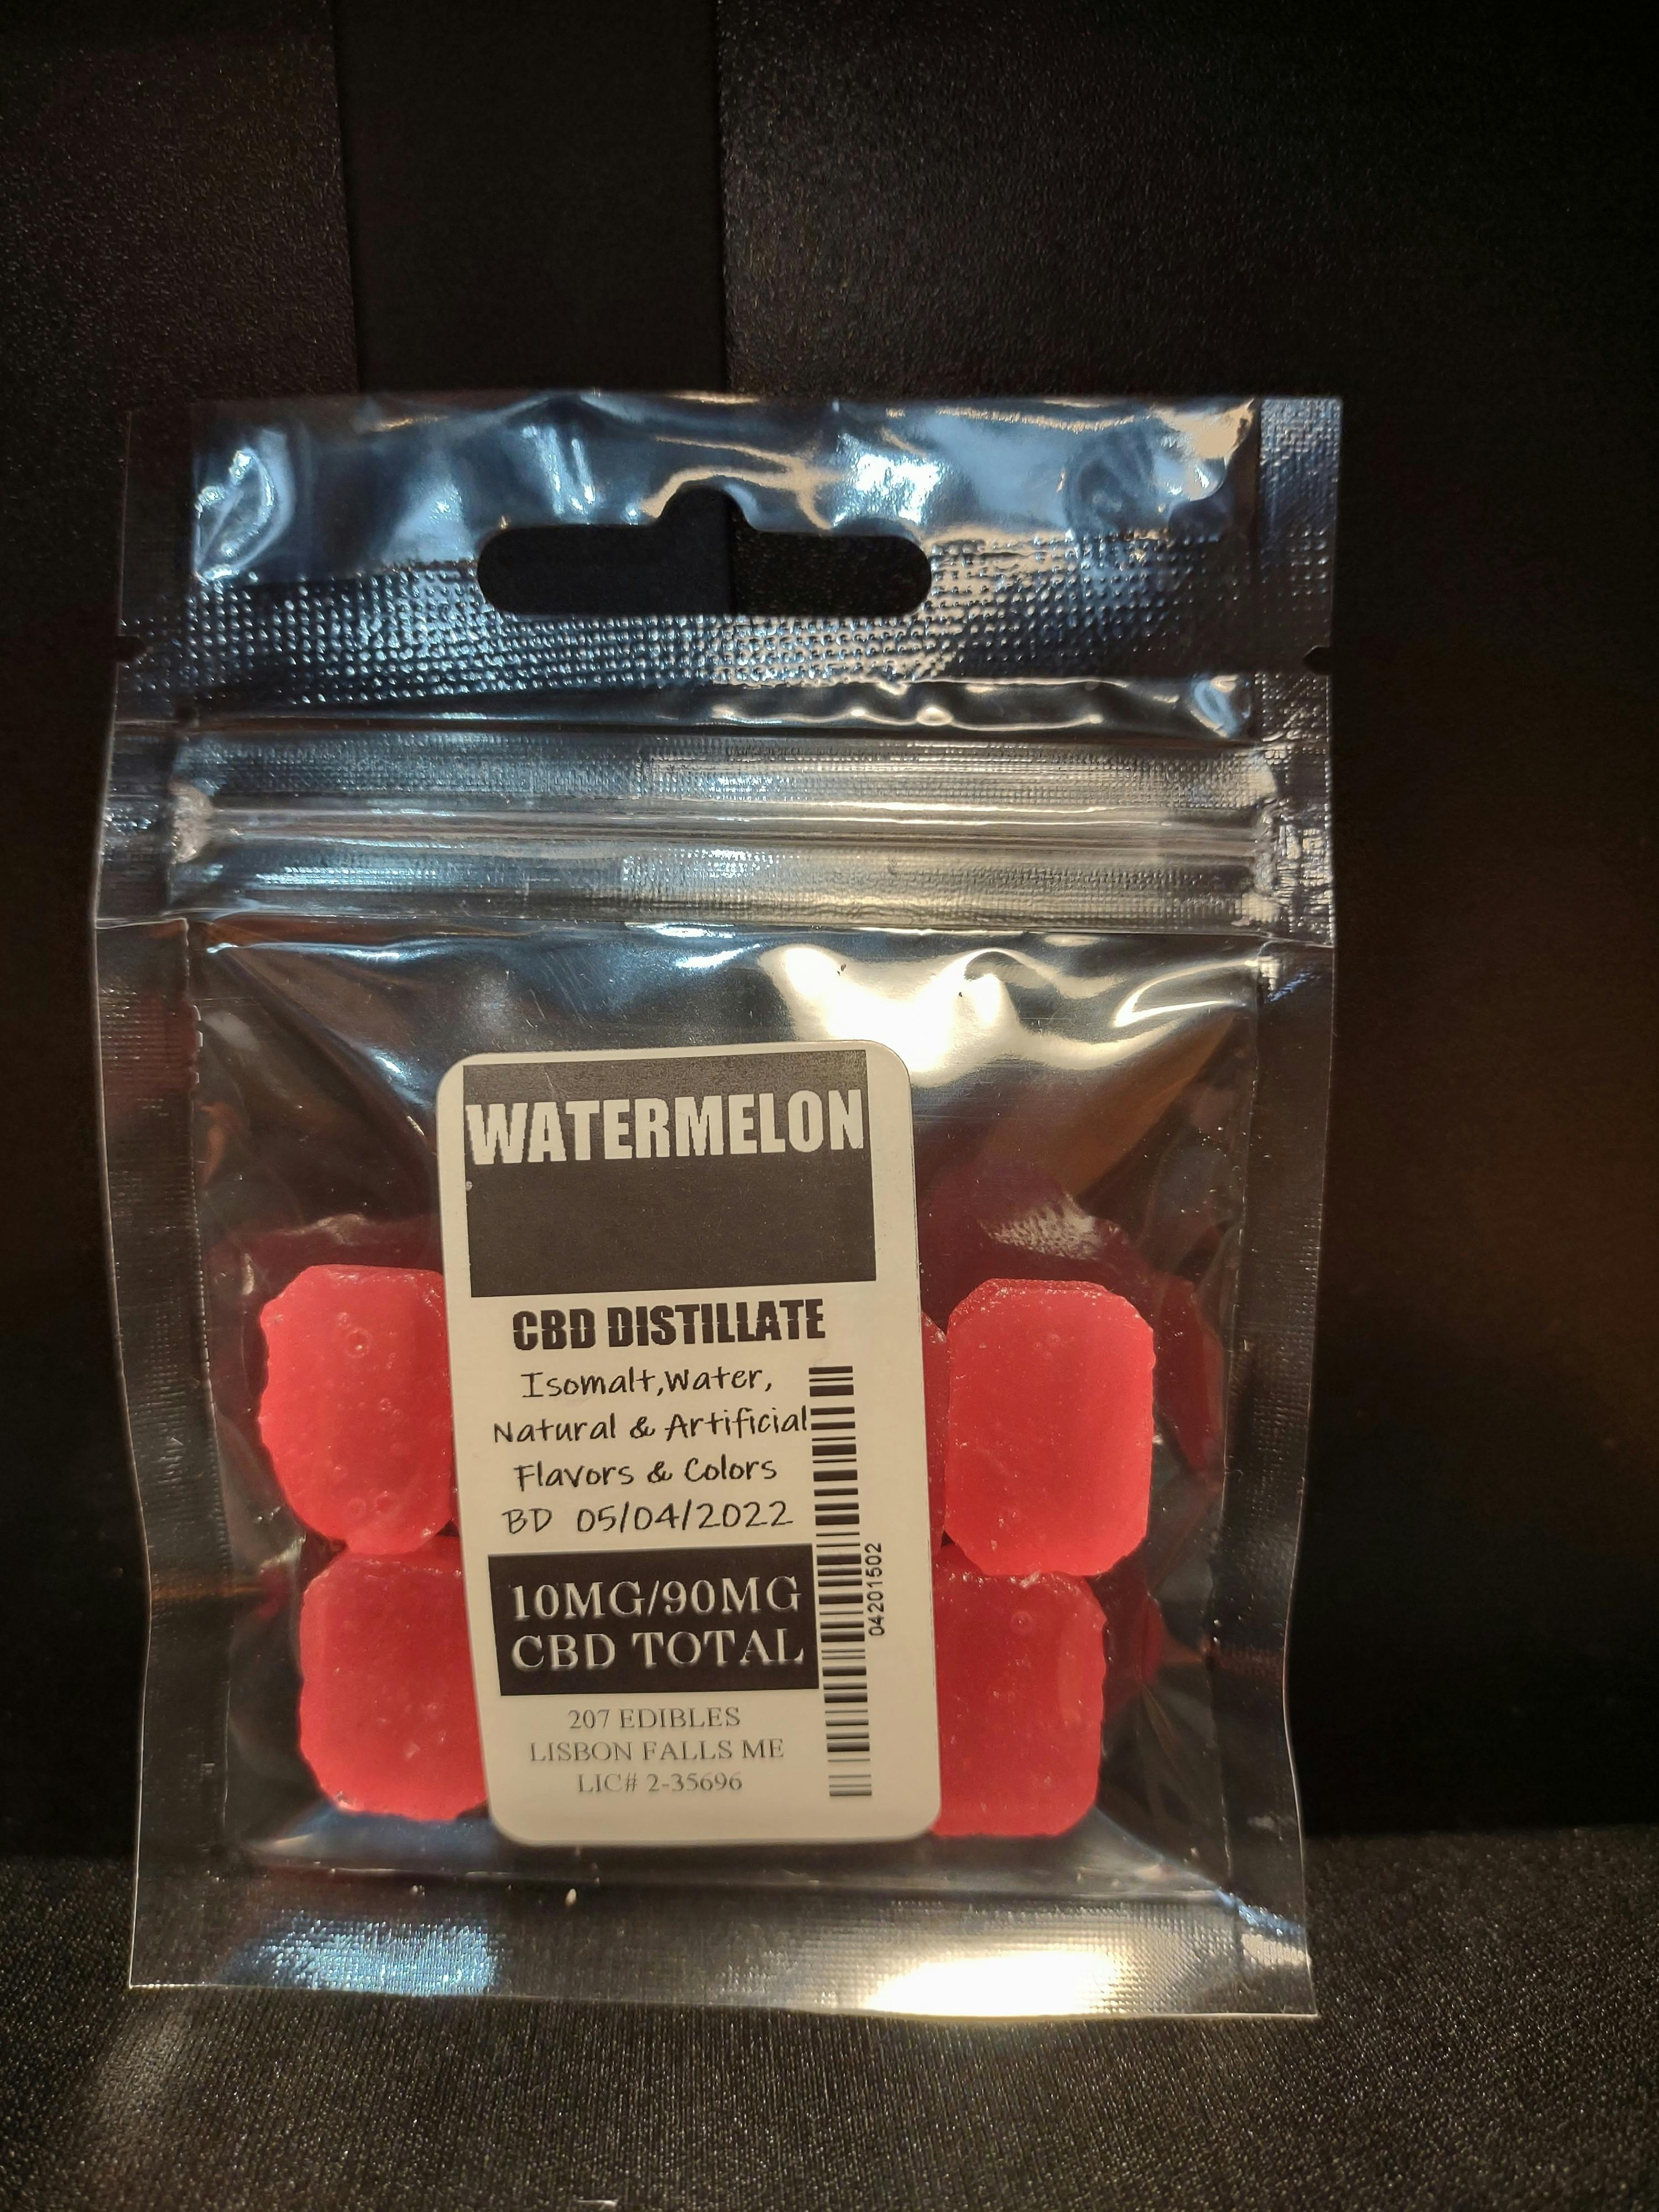 WATERMELON
CBD DISTILLATE
Isomalt,Water,
Natural & Artificial
Flavors & Colors
BD 05/04/2022
10MG/90MG
CBD TOTAL
04201502
207 EDIBLES
LISBON FALLS ME
LIC# 2-35696